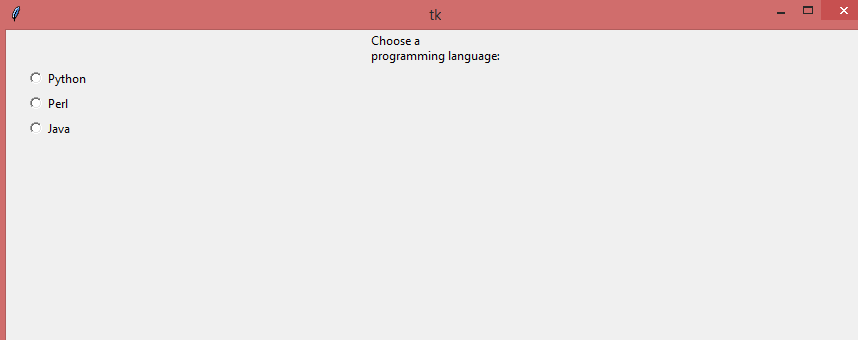 tk
Choose a
programming language:
Python
Perl
Java